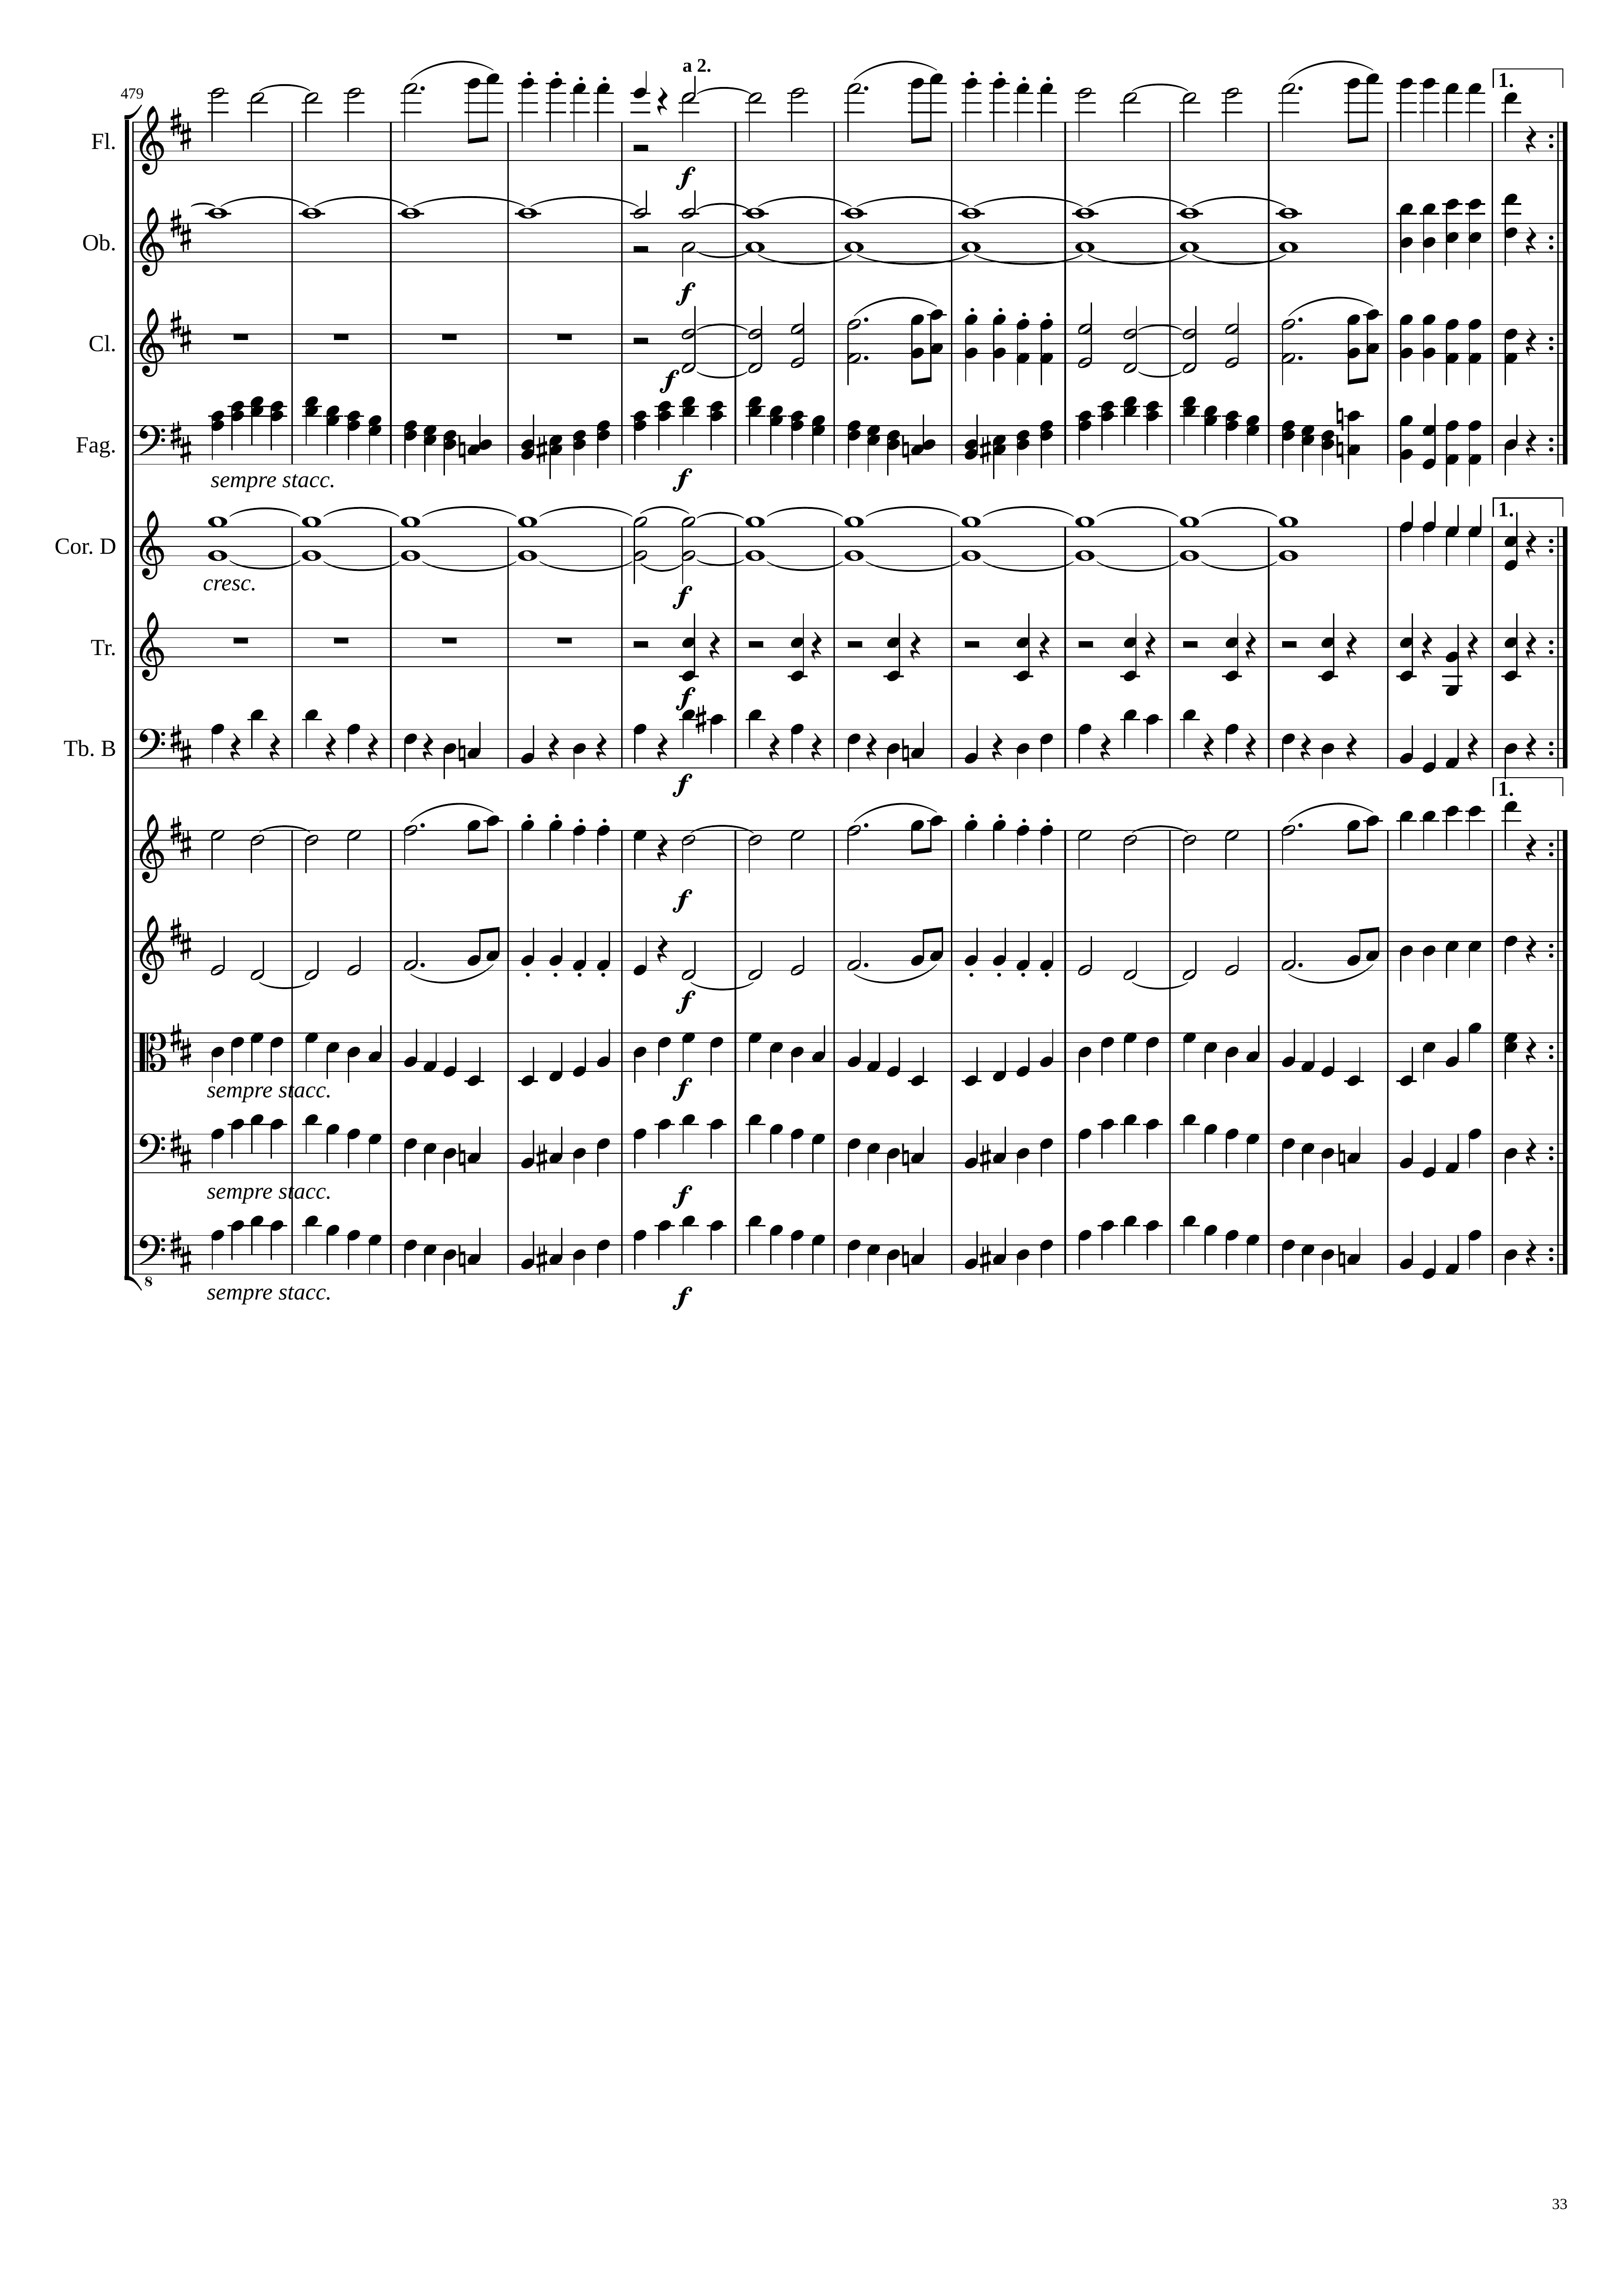 a 2.
1.
479
Fl.
f
Ob.
f
Cl.
f
Fag.
sempre stacc.
f
1.
Cor. D
cresc.
f
Tr.
f
Tb. B
f
1.
f
f
sempre stacc.
f
sempre stacc.
f
8
sempre stacc.
f
33